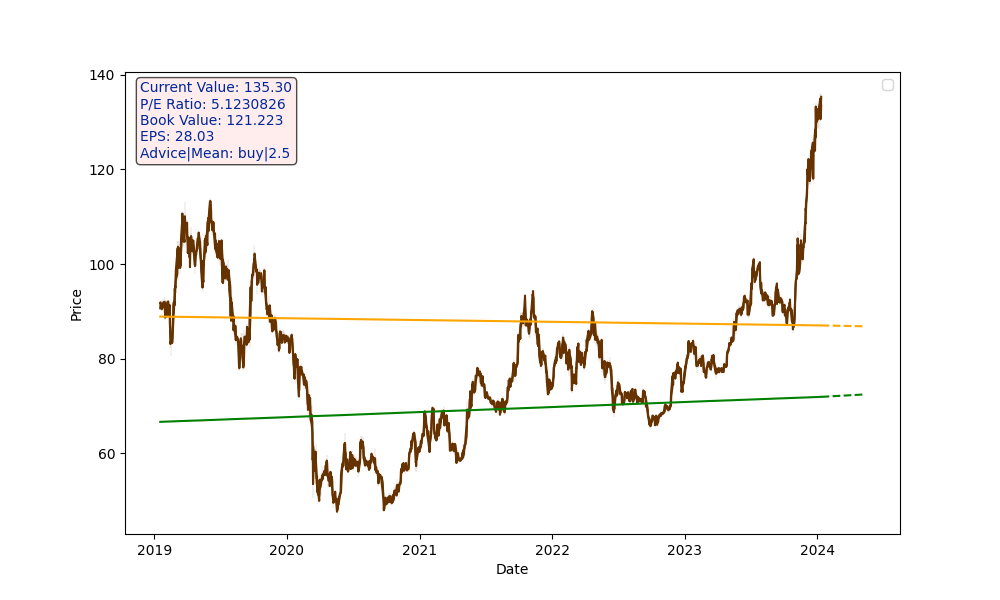 Current Value: 135.30
P/E Ratio: 5.1230826
Book Value: 121.223
EPS: 28.03
Advice|Mean: buy|2.5
140
120
100
80
60
Price
2019
2020
2021
2022
2023
2024
Date